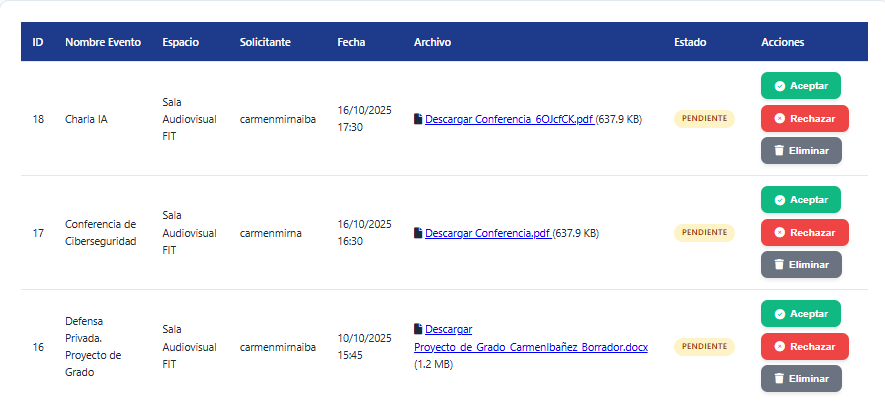 ID Nombre Evento Espacio Solicitante Fecha Archivo Estado Acciones
18 Charla IA Sala Audiovisual FIT carmenmirnaiba 16/10/2025 17:30 Descargar Conferencia_6OJcfCK.pdf (637.9 KB) PENDIENTE
Aceptar
Rechazar
Eliminar
17 Conferencia de Ciberseguridad Sala Audiovisual FIT carmenmirna 16/10/2025 16:30 Descargar Conferencia.pdf (637.9 KB) PENDIENTE
Aceptar
Rechazar
Eliminar
16 Defensa Privada. Proyecto de Grado Sala Audiovisual FIT carmenmirnaiba 10/10/2025 15:45 Descargar Proyecto_de_Grado_CarmenIbañez_Borrador.docx (1.2 MB) PENDIENTE
Aceptar
Rechazar
Eliminar